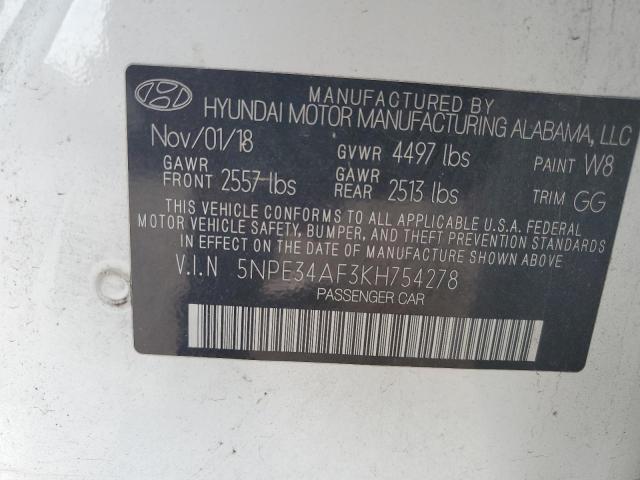 MANUFACTURED BY
HYUNDAI MOTOR MANUFACTURING ALABAMA, LLC
Nov/01/18 GVWR 4497 lbs PAINT W8
GAWR FRONT 2557 lbs GAWR REAR 2513 lbs TRIM GG
THIS VEHICLE CONFORMS TO ALL APPLICABLE U.S.A. FEDERAL
MOTOR VEHICLE SAFETY, BUMPER, AND THEFT PREVENTION STANDARDS
IN EFFECT ON THE DATE OF MANUFACTURE SHOWN ABOVE.
V.I.N 5NPE34AF3KH754278
PASSENGER CAR